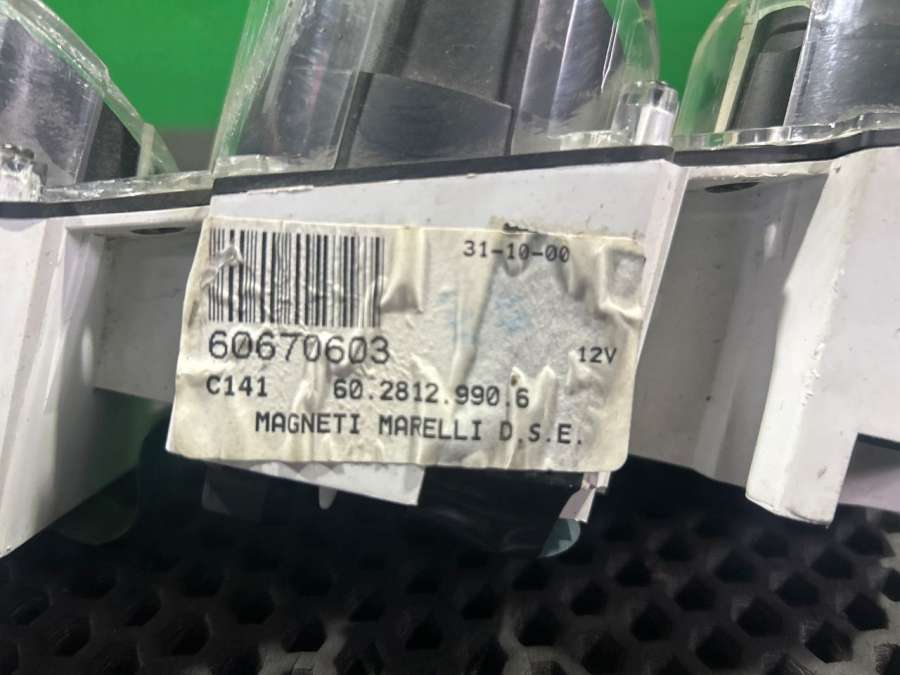 31-10-00
60670603 12V
C141 60.2812.990.6
MAGNETI MARELLI D.S.E.